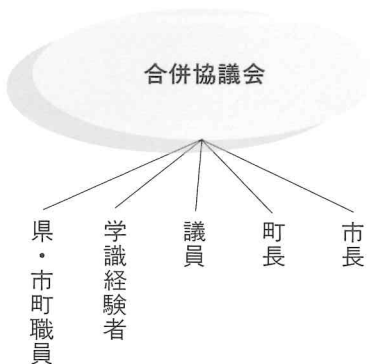 合併協議会
市長
町長
議員
学識経験者
県・市町職員